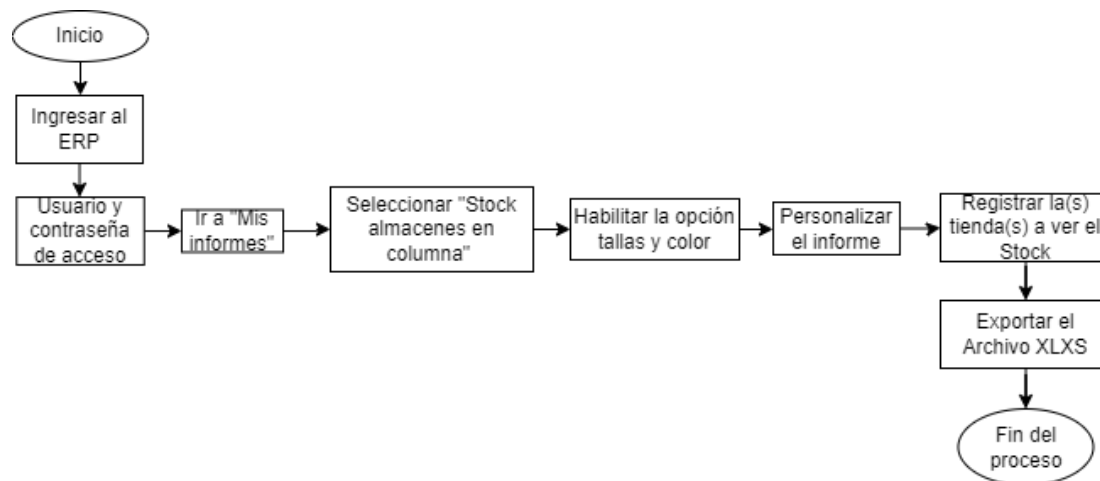 Inicio
Ingresar al
ERP
Usuario y
contraseña
de acceso
Ir a "Mis
informes"
Seleccionar "Stock
almacenes en
columna"
Habilitar la opción
tallas y color
Personalizar
el informe
Registrar la(s)
tienda(s) a ver el
Stock
Exportar el
Archivo XLXS
Fin del
proceso